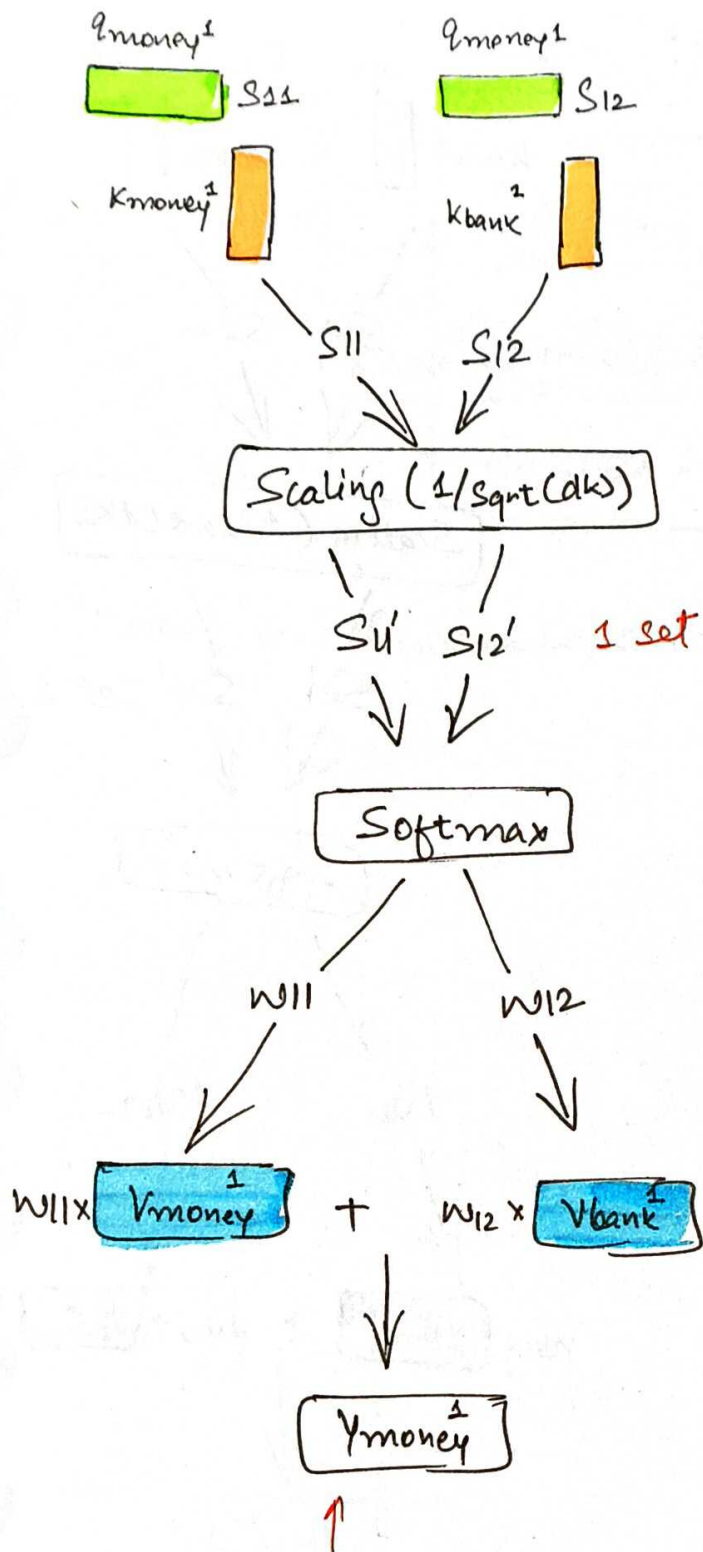 qmoney¹ qmoney¹
S11 S12
Kmoney¹ Kbank¹
S11 S12
Scaling (1/sqrt(dk))
S11' S12' 1 set
Softmax
W11 W12
W11x Vmoney¹ + W12 x Vbank¹
Ymoney¹